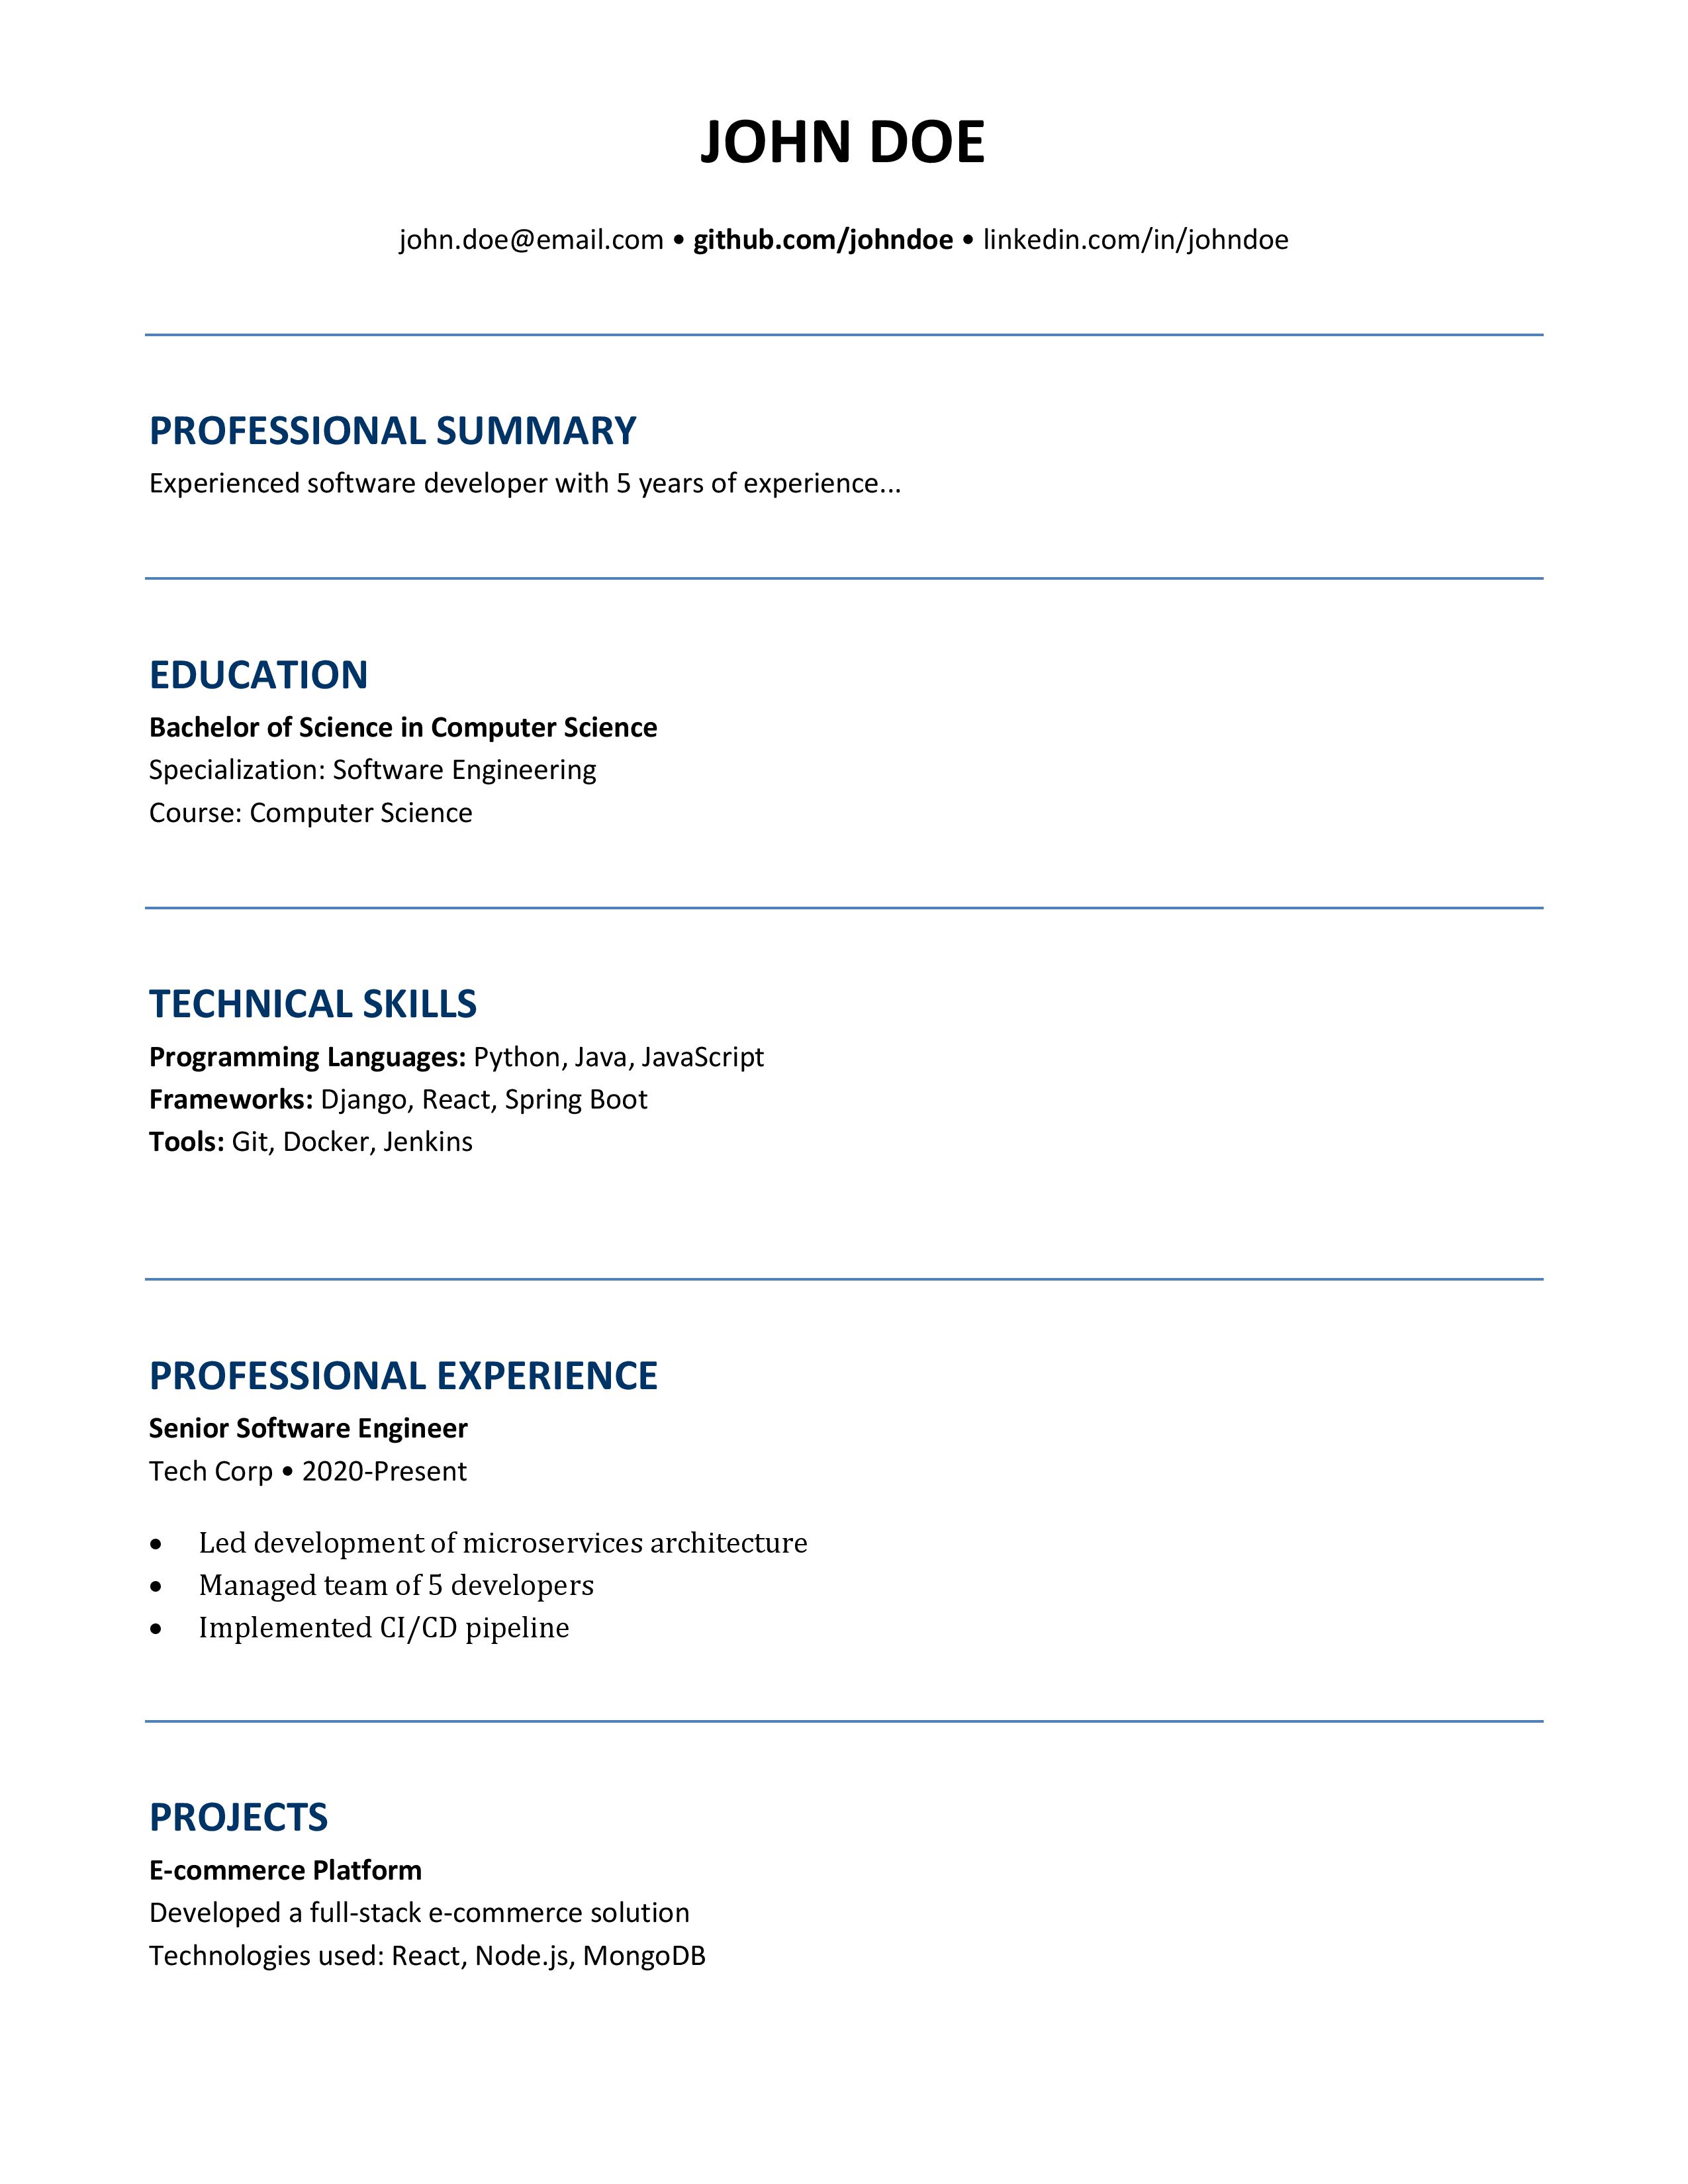 JOHN DOE
john.doe@email.com • github.com/johndoe • linkedin.com/in/johndoe
PROFESSIONAL SUMMARY
Experienced software developer with 5 years of experience...
EDUCATION
Bachelor of Science in Computer Science
Specialization: Software Engineering
Course: Computer Science
TECHNICAL SKILLS
Programming Languages: Python, Java, JavaScript
Frameworks: Django, React, Spring Boot
Tools: Git, Docker, Jenkins
PROFESSIONAL EXPERIENCE
Senior Software Engineer
Tech Corp • 2020-Present
• Led development of microservices architecture
• Managed team of 5 developers
• Implemented CI/CD pipeline
PROJECTS
E-commerce Platform
Developed a full-stack e-commerce solution
Technologies used: React, Node.js, MongoDB